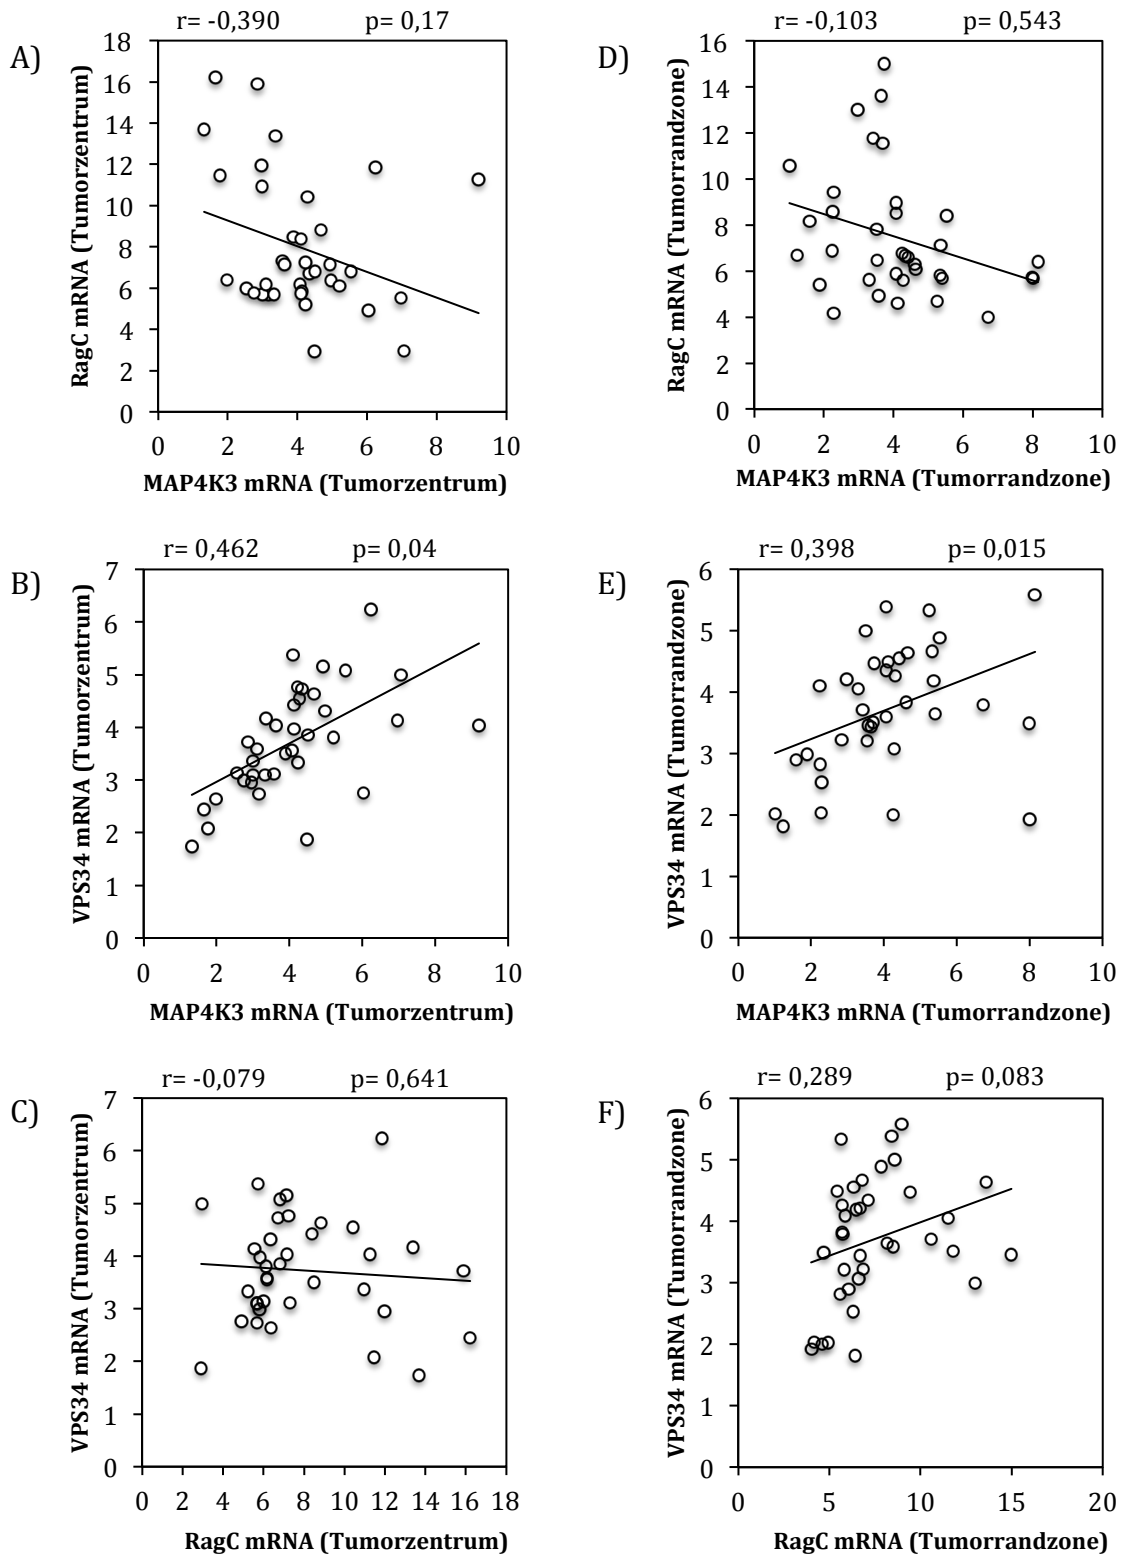 r= -0,390 p= 0,17
A)
RagC mRNA (Tumorzentrum)
18
16
14
12
10
8
6
4
2
0
0 2 4 6 8 10
MAP4K3 mRNA (Tumorzentrum)
r= -0,103 p= 0,543
D)
RagC mRNA (Tumorrandzone)
16
14
12
10
8
6
4
2
0
0 2 4 6 8 10
MAP4K3 mRNA (Tumorrandzone)
r= 0,462 p= 0,04
B)
VPS34 mRNA (Tumorzentrum)
7
6
5
4
3
2
1
0
0 2 4 6 8 10
MAP4K3 mRNA (Tumorzentrum)
r= 0,398 p= 0,015
E)
VPS34 mRNA (Tumorrandzone)
6
5
4
3
2
1
0
0 2 4 6 8 10
MAP4K3 mRNA (Tumorrandzone)
r= -0,079 p= 0,641
C)
VPS34 mRNA (Tumorzentrum)
7
6
5
4
3
2
1
0
0 2 4 6 8 10 12 14 16 18
RagC mRNA (Tumorzentrum)
r= 0,289 p= 0,083
F)
VPS34 mRNA (Tumorrandzone)
6
5
4
3
2
1
0
0 5 10 15 20
RagC mRNA (Tumorrandzone)